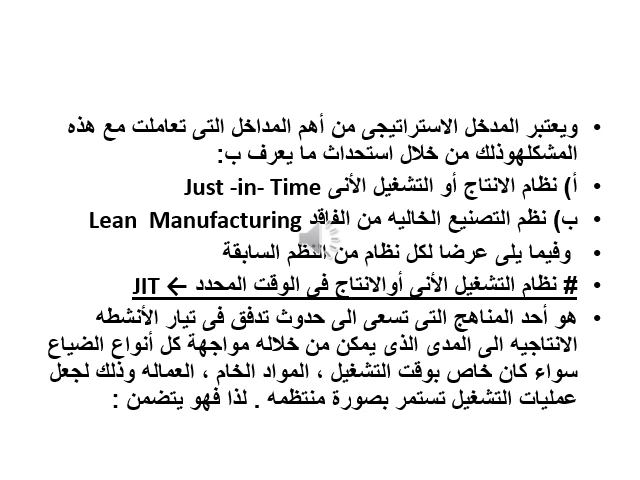 • ويعتبر المدخل الاستراتيجى من أهم المداخل التى تعاملت مع هذه
المشكلهوذلك من خلال استحداث ما يعرف ب:
• أ) نظام الانتاج أو التشغيل الأنى Just -in- Time
• ب) نظم التصنيع الخاليه من الفاقد Lean Manufacturing
• وفيما يلى عرضا لكل نظام من النظم السابقة
• # نظام التشغيل الأنى أوالانتاج فى الوقت المحدد ← JIT
• هو أحد المناهج التى تسعى الى حدوث تدفق فى تيار الأنشطه
الانتاجيه الى المدى الذى يمكن من خلاله مواجهة كل أنواع الضياع
سواء كان خاص بوقت التشغيل ، المواد الخام ، العماله وذلك لجعل
عمليات التشغيل تستمر بصورة منتظمه . لذا فهو يتضمن :